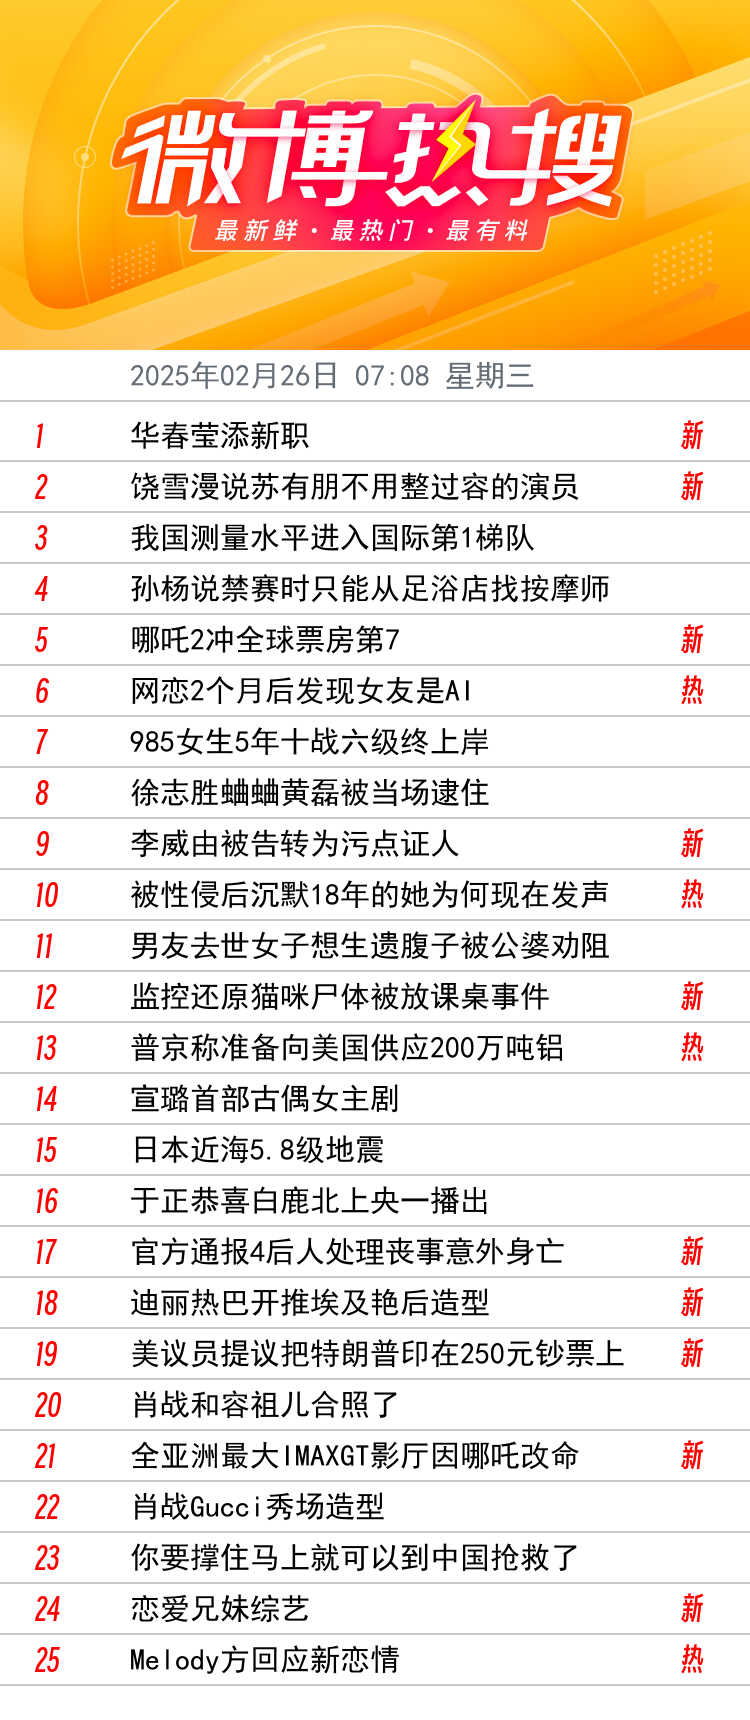 微博热搜
最新鲜·最热门·最有料
2025年02月26日 07:08 星期三
1 华春莹添新职 新
2 饶雪漫说苏有朋不用整过容的演员 新
3 我国测量水平进入国际第1梯队
4 孙杨说禁赛时只能从足浴店找按摩师
5 哪吒2冲全球票房第7 新
6 网恋2个月后发现女友是AI 热
7 985女生5年十战六级终上岸
8 徐志胜蛐蛐黄磊被当场逮住
9 李威由被告转为污点证人 新
10 被性侵后沉默18年的她为何现在发声 热
11 男友去世女子想生遗腹子被公婆劝阻
12 监控还原猫咪尸体被放课桌事件 新
13 普京称准备向美国供应200万吨铝 热
14 宣璐首部古偶女主剧
15 日本近海5.8级地震
16 于正恭喜白鹿北上央一播出
17 官方通报4后人处理丧事意外身亡 新
18 迪丽热巴开推埃及艳后造型 新
19 美议员提议把特朗普印在250元钞票上 新
20 肖战和容祖儿合照了
21 全亚洲最大IMAXGT影厅因哪吒改命 新
22 肖战Gucci秀场造型
23 你要撑住马上就可以到中国抢救了
24 恋爱兄妹综艺 新
25 Melody方回应新恋情 热